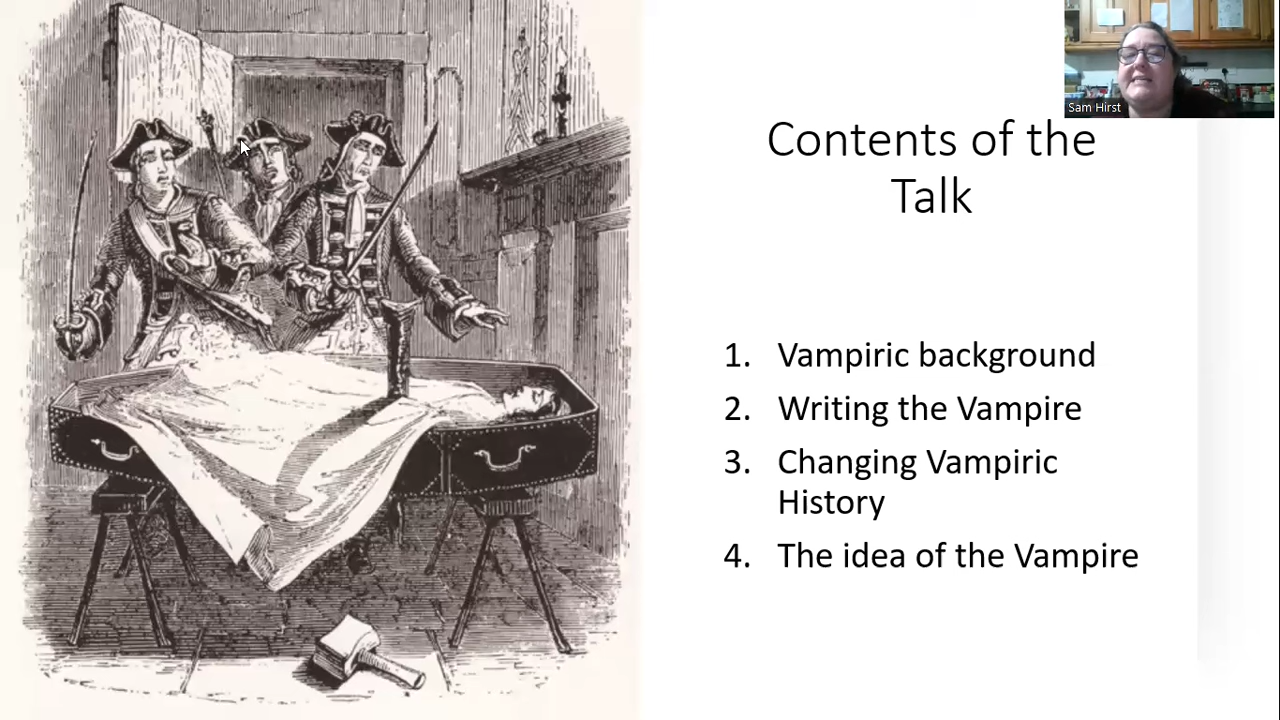 Sam Hirst
Contents of the
Talk
1. Vampiric background
2. Writing the Vampire
3. Changing Vampiric
History
4. The idea of the Vampire